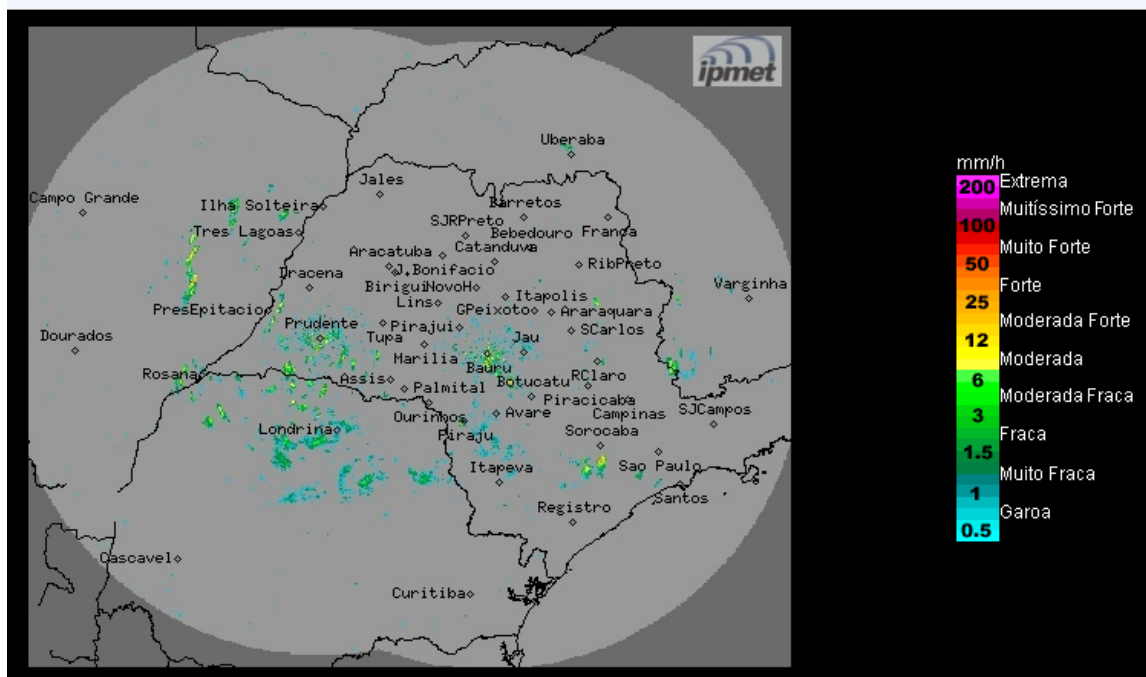 ipmet
Uberaba
Jales
Campo Grande
Ilha Solteira
Barretos
SJRPreto
Tres Lagoas
Bebedouro
Franca
Catanduva
Aracatuba
RibPreto
Dracena
J.Bonifacio
Birigui
NovoH
Varginha
Itapolis
Lins
PresEpitacio
GPeixoto
Araraquara
Prudente
Pirajui
SCarlos
Dourados
Tupa
Jau
Marilia
Bauru
Rosana
Assis
Botucatu
RClaro
Palmital
Piracicaba
Ourinhos
Avare
Campinas
SJCampos
Londrina
Piraju
Sorocaba
Itapeva
Sao Paulo
Santos
Registro
Cascavel
Curitiba
mm/h
200 Extrema
Muitíssimo Forte
100
Muito Forte
50
Forte
25
Moderada Forte
12
Moderada
6
Moderada Fraca
3
Fraca
1.5
Muito Fraca
1
Garoa
0.5